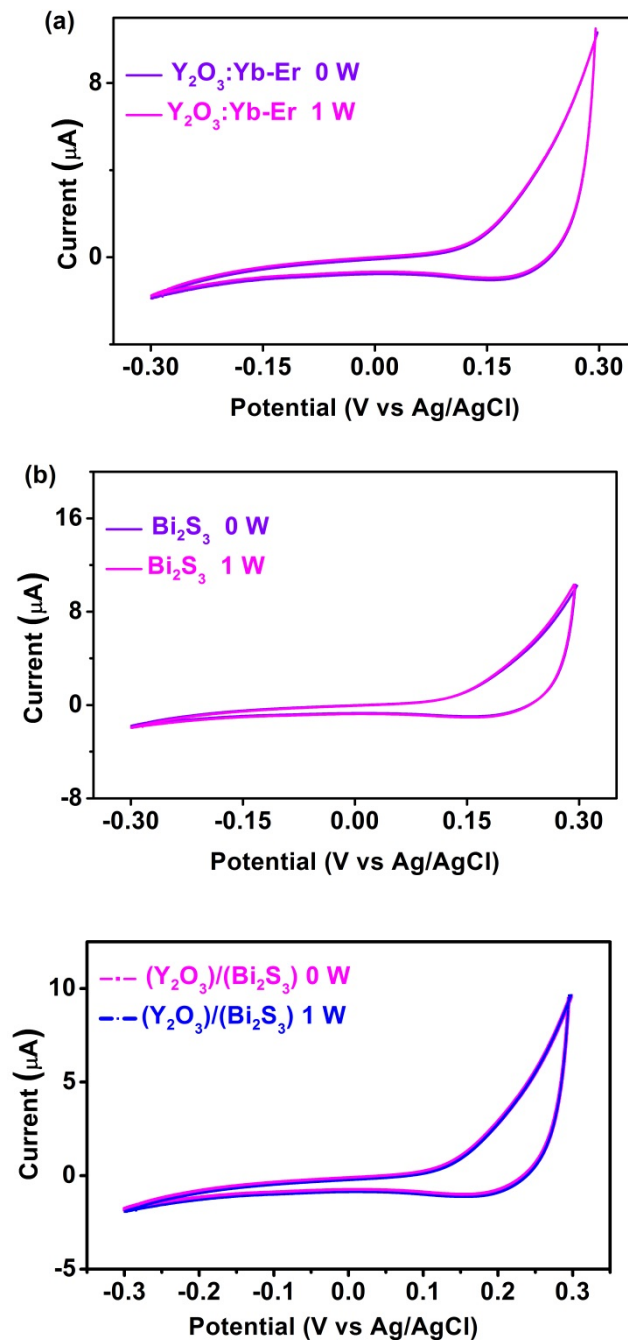 (a)
Y₂O₃:Yb-Er 0 W
Y₂O₃:Yb-Er 1 W
8
0
Current (μA)
-0.30 -0.15 0.00 0.15 0.30
Potential (V vs Ag/AgCl)
(b)
16
Bi₂S₃ 0 W
Bi₂S₃ 1 W
8
0
-8
Current (μA)
-0.30 -0.15 0.00 0.15 0.30
Potential (V vs Ag/AgCl)
(Y₂O₃)/(Bi₂S₃) 0 W
(Y₂O₃)/(Bi₂S₃) 1 W
10
5
0
-5
Current (μA)
-0.3 -0.2 -0.1 0.0 0.1 0.2 0.3
Potential (V vs Ag/AgCl)